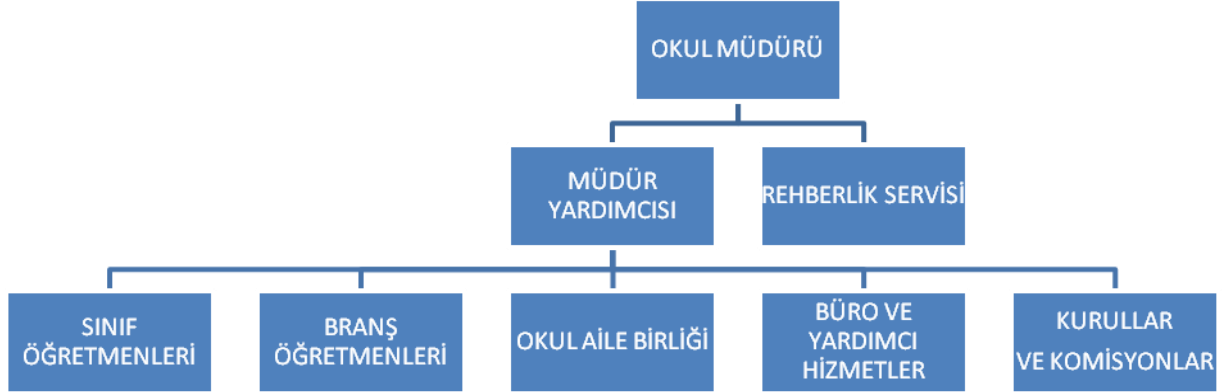 OKUL MÜDÜRÜ
MÜDÜR
YARDIMCISI
REHBERLİK SERVİSİ
SINIF
ÖĞRETMENLERİ
BRANŞ
ÖĞRETMENLERİ
OKUL AİLE BİRLİĞİ
BÜRO VE
YARDIMCI
HİZMETLER
KURULLAR
VE KOMİSYONLAR